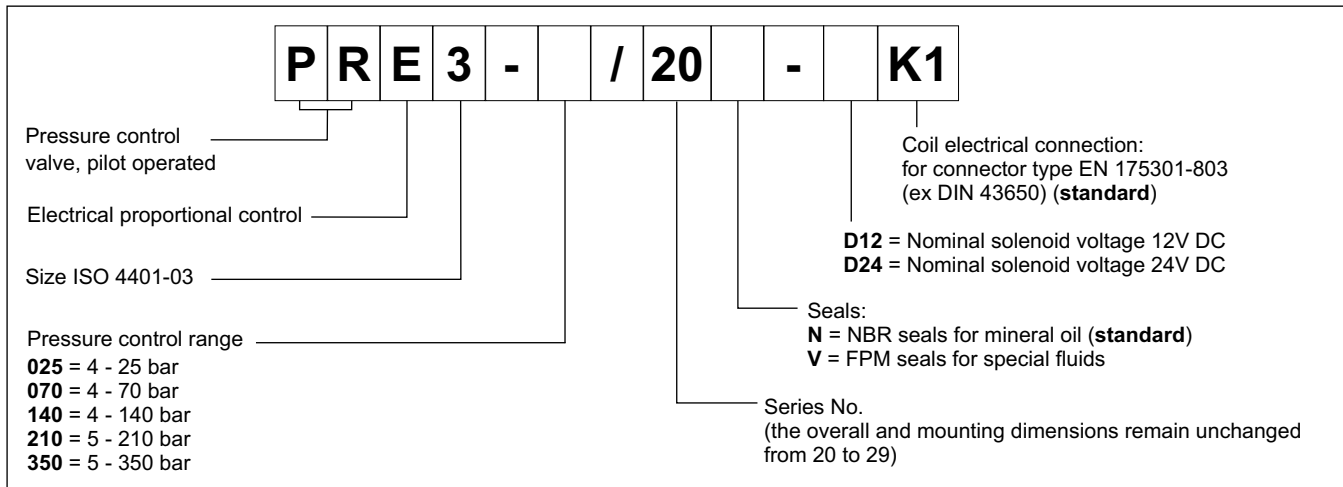 P R E 3 - / 20 - K1
Pressure control
valve, pilot operated
Electrical proportional control
Size ISO 4401-03
Pressure control range
025 = 4 - 25 bar
070 = 4 - 70 bar
140 = 4 - 140 bar
210 = 5 - 210 bar
350 = 5 - 350 bar
Coil electrical connection:
for connector type EN 175301-803
(ex DIN 43650) (standard)
D12 = Nominal solenoid voltage 12V DC
D24 = Nominal solenoid voltage 24V DC
Seals:
N = NBR seals for mineral oil (standard)
V = FPM seals for special fluids
Series No.
(the overall and mounting dimensions remain unchanged
from 20 to 29)